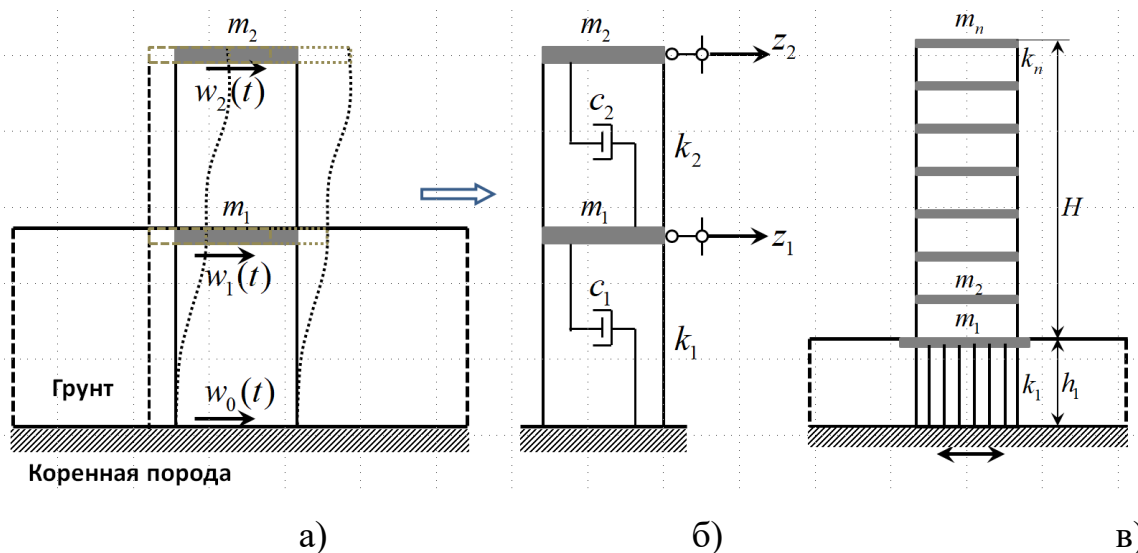 m₂
w₂(t)
m₁
w₁(t)
Грунт
w₀(t)
Коренная порода
а)
m₂
z₂
c₂
k₂
m₁
z₁
c₁
k₁
б)
mₙ
kₙ
H
m₂
m₁
k₁
h₁
в)